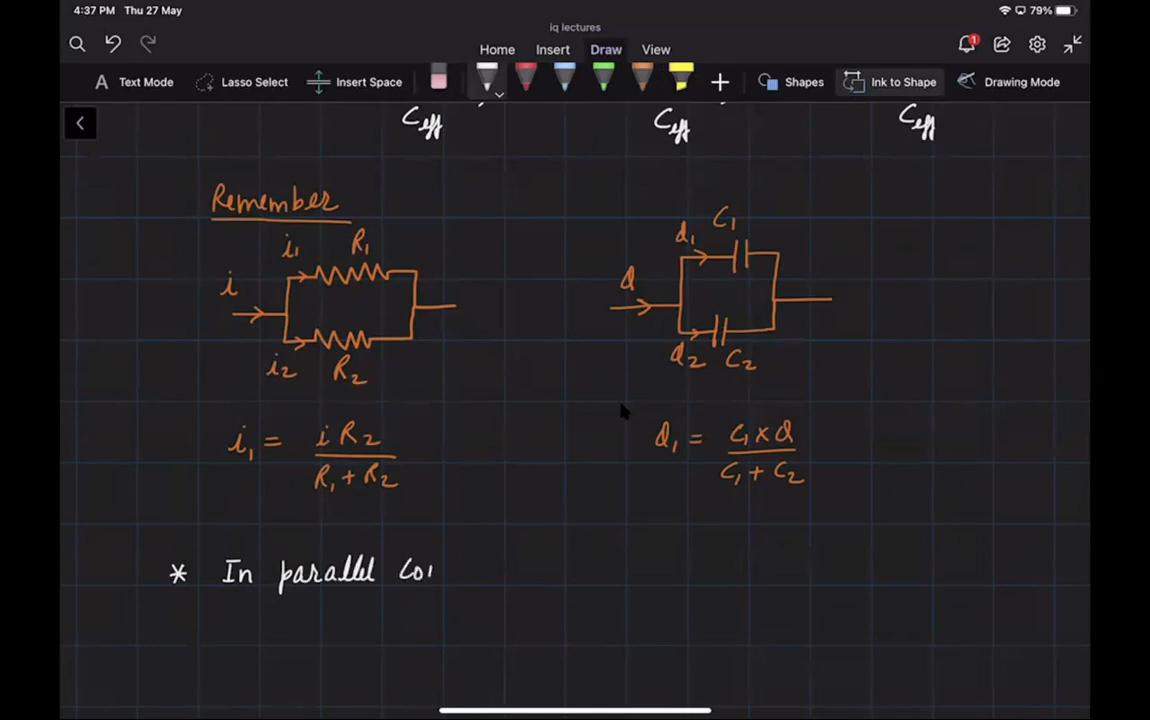 4:37 PM Thu 27 May
79%
iq lectures
Home Insert Draw View
1
Text Mode Lasso Select Insert Space Shapes Ink to Shape Drawing Mode
Ceff Ceff Ceff
Remember
i i₁ R₁
i₂ R₂
Q Q₁ C₁
Q₂ C₂
i₁ = i R₂ / R₁ + R₂
Q₁ = C₁ × Q / C₁ + C₂
* In parallel